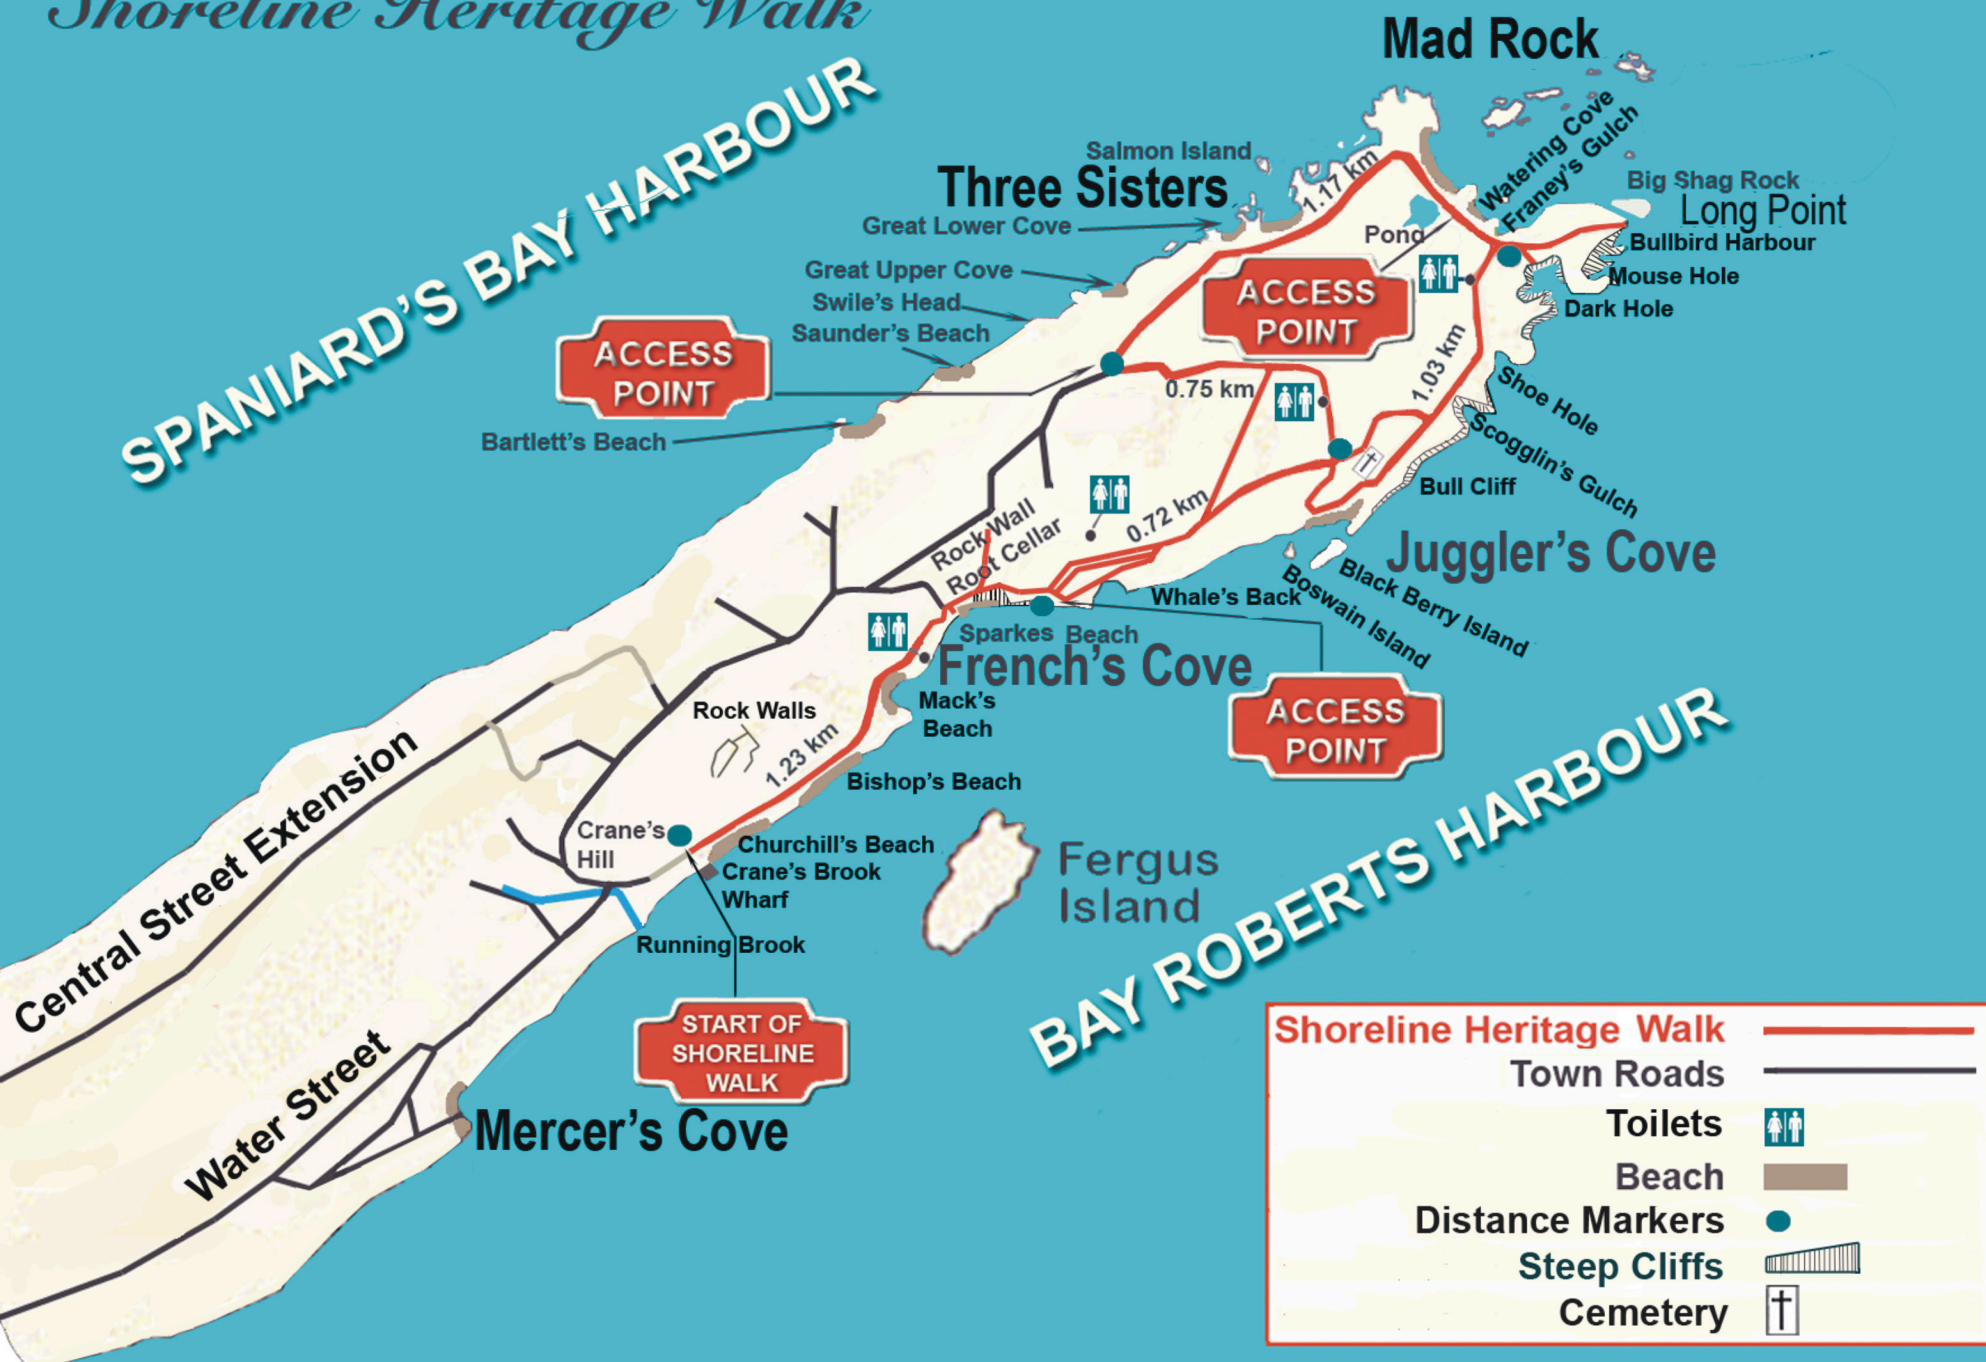 Shoreline Heritage Walk
SPANIARD'S BAY HARBOUR
Mad Rock
Salmon Island
Three Sisters
Great Lower Cove
Great Upper Cove
Swile's Head
Saunder's Beach
Bartlett's Beach
ACCESS
POINT
1.17 km
Pond
ACCESS
POINT
Watering Cove
Franey's Gulch
Big Shag Rock
Long Point
Bullbird Harbour
Mouse Hole
Dark Hole
1.03 km
0.75 km
Shoe Hole
Scogglin's Gulch
Bull Cliff
Juggler's Cove
Black Berry Island
Boswain Island
0.72 km
Rock Wall
Root Cellar
Whale's Back
Sparkes Beach
French's Cove
ACCESS
POINT
Mack's
Beach
Rock Walls
1.23 km
Bishop's Beach
Crane's
Hill
Churchill's Beach
Crane's Brook
Wharf
Running Brook
Fergus
Island
BAY ROBERTS HARBOUR
START OF
SHORELINE
WALK
Central Street Extension
Water Street
Mercer's Cove
Shoreline Heritage Walk
Town Roads
Toilets
Beach
Distance Markers
Steep Cliffs
Cemetery